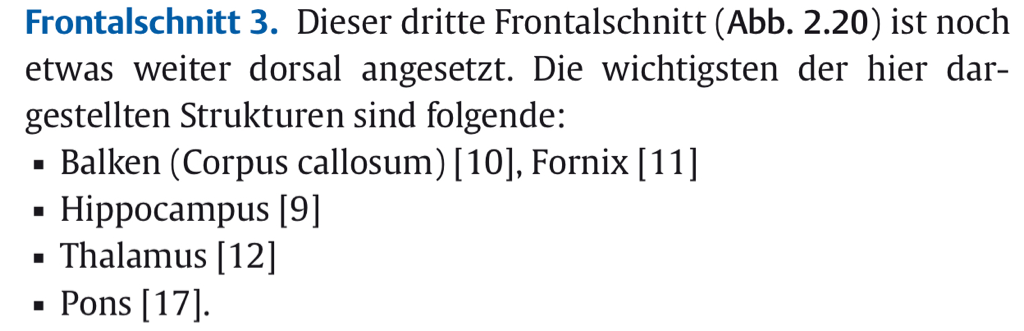 Frontalschnitt 3. Dieser dritte Frontalschnitt (Abb. 2.20) ist noch
etwas weiter dorsal angesetzt. Die wichtigsten der hier dar-
gestellten Strukturen sind folgende:
▪ Balken (Corpus callosum) [10], Fornix [11]
▪ Hippocampus [9]
▪ Thalamus [12]
▪ Pons [17].